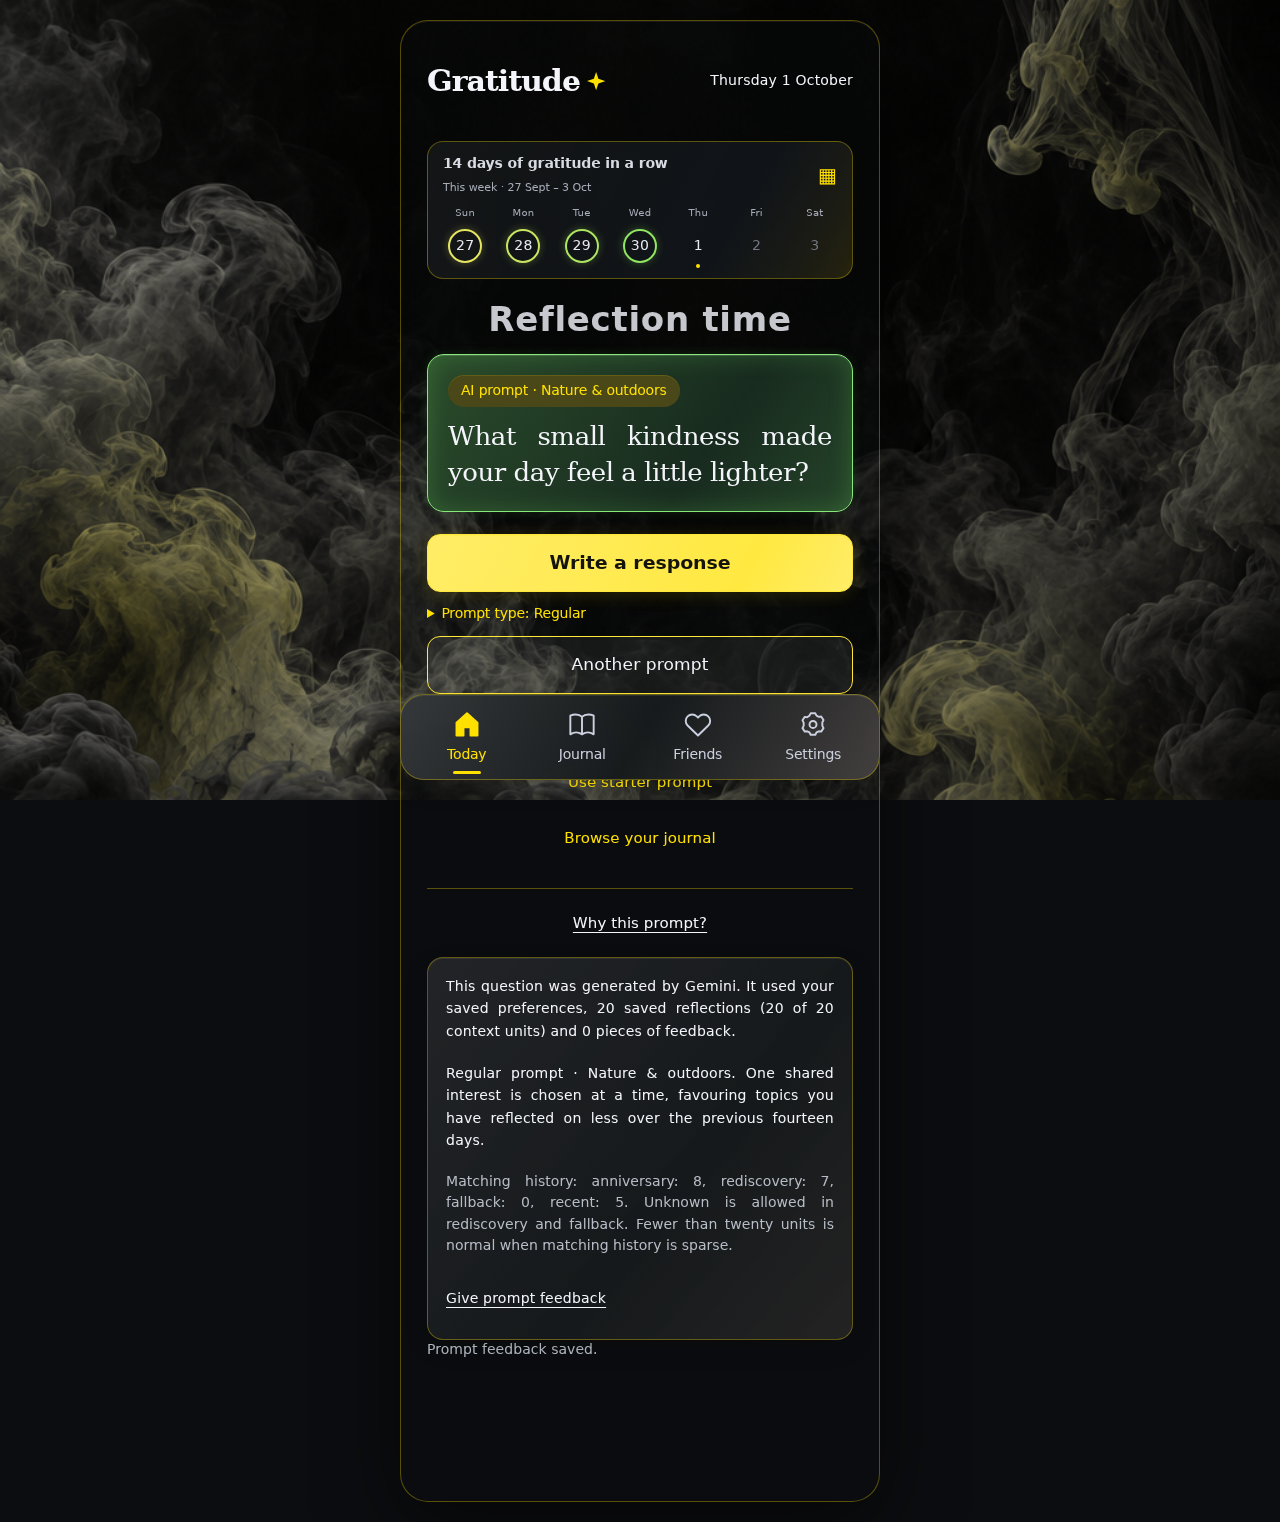 Gratitude
Thursday 1 October
14 days of gratitude in a row
This week · 27 Sept – 3 Oct
Sun Mon Tue Wed Thu Fri Sat
27 28 29 30 1 2 3
Reflection time
AI prompt · Nature & outdoors
What small kindness made
your day feel a little lighter?
Write a response
Prompt type: Regular
Another prompt
Today Journal Friends Settings
Use starter prompt
Browse your journal
Why this prompt?
This question was generated by Gemini. It used your
saved preferences, 20 saved reflections (20 of 20
context units) and 0 pieces of feedback.
Regular prompt · Nature & outdoors. One shared
interest is chosen at a time, favouring topics you
have reflected on less over the previous fourteen
days.
Matching history: anniversary: 8, rediscovery: 7,
fallback: 0, recent: 5. Unknown is allowed in
rediscovery and fallback. Fewer than twenty units is
normal when matching history is sparse.
Give prompt feedback
Prompt feedback saved.